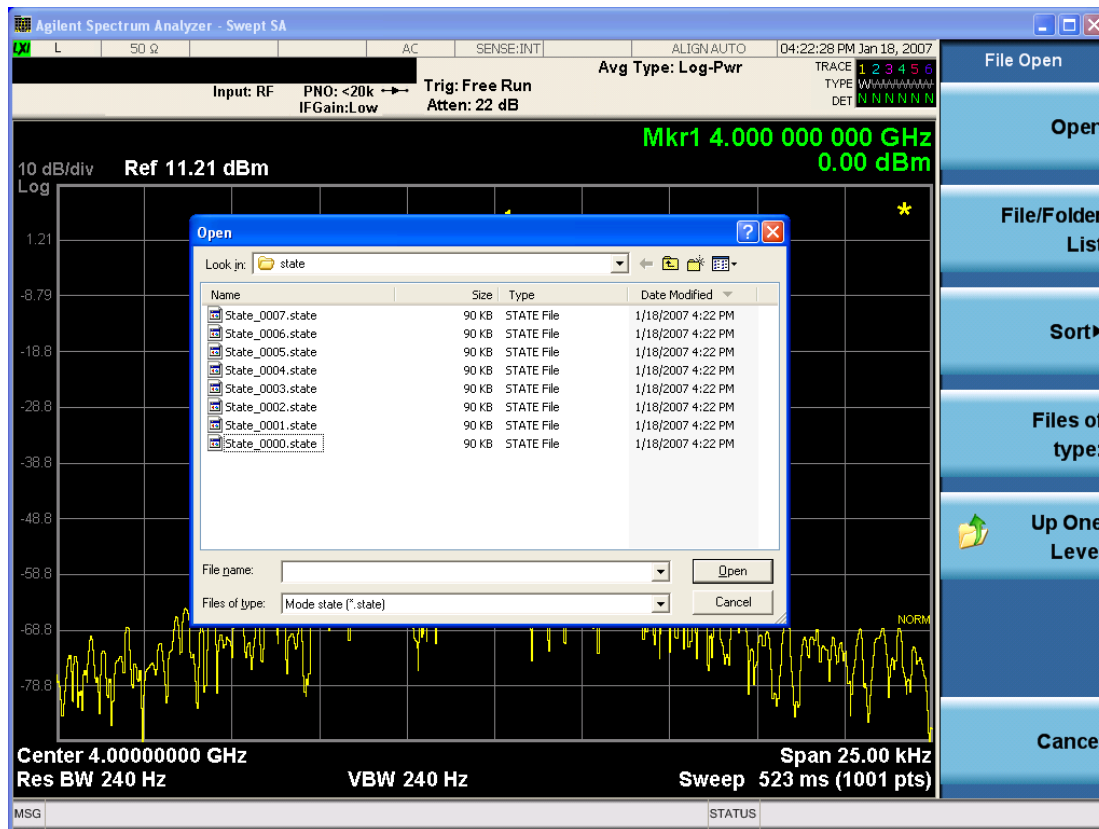 Agilent Spectrum Analyzer - Swept SA
LXI L 50 Ω AC SENSE:INT ALIGN AUTO 04:22:28 PM Jan 18, 2007
Input: RF PNO: <20k Trig: Free Run Avg Type: Log-Pwr TRACE 1 2 3 4 5 6
IFGain:Low Atten: 22 dB TYPE W
DET N N N N N N
Mkr1 4.000 000 000 GHz
0.00 dBm
10 dB/div Ref 11.21 dBm
Log
1.21
-8.79
-18.8
-28.8
-38.8
-48.8
-58.8
-68.8
-78.8
NORM
Open
Look in: state
Name Size Type Date Modified
State_0007.state 90 KB STATE File 1/18/2007 4:22 PM
State_0006.state 90 KB STATE File 1/18/2007 4:22 PM
State_0005.state 90 KB STATE File 1/18/2007 4:22 PM
State_0004.state 90 KB STATE File 1/18/2007 4:22 PM
State_0003.state 90 KB STATE File 1/18/2007 4:22 PM
State_0002.state 90 KB STATE File 1/18/2007 4:22 PM
State_0001.state 90 KB STATE File 1/18/2007 4:22 PM
State_0000.state 90 KB STATE File 1/18/2007 4:22 PM
File name: Open
Files of type: Mode state (*.state) Cancel
Center 4.00000000 GHz Span 25.00 kHz
Res BW 240 Hz VBW 240 Hz Sweep 523 ms (1001 pts)
MSG STATUS
File Open
Open
File/Folder
List
Sort
Files of
type:
Up One
Leve
Cance